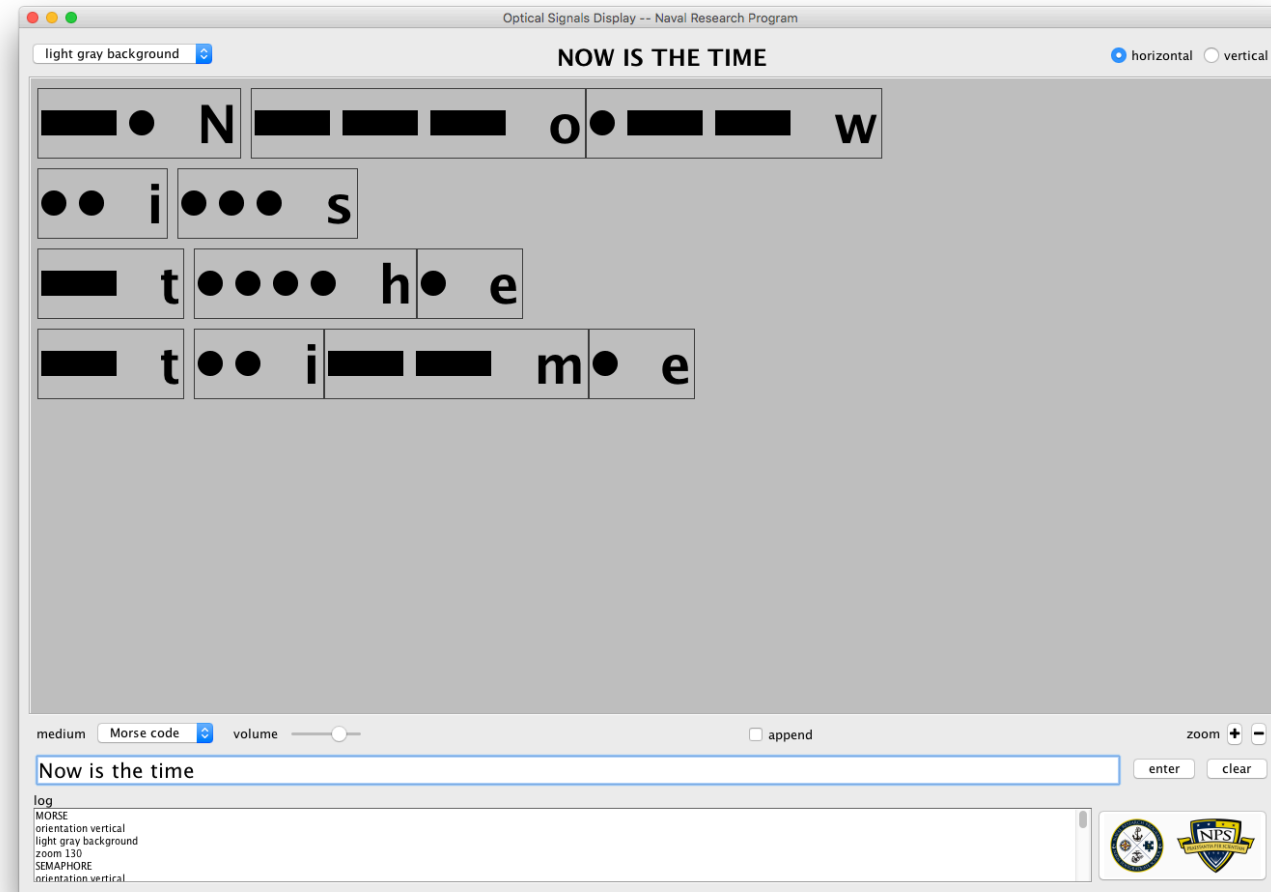 Optical Signals Display -- Naval Research Program
light gray background NOW IS THE TIME horizontal vertical
N o w
i s
t h e
t i m e
medium Morse code volume append zoom + −
Now is the time enter clear
log
MORSE
orientation vertical
light gray background
zoom 130
SEMAPHORE
orientation vertical
NPS